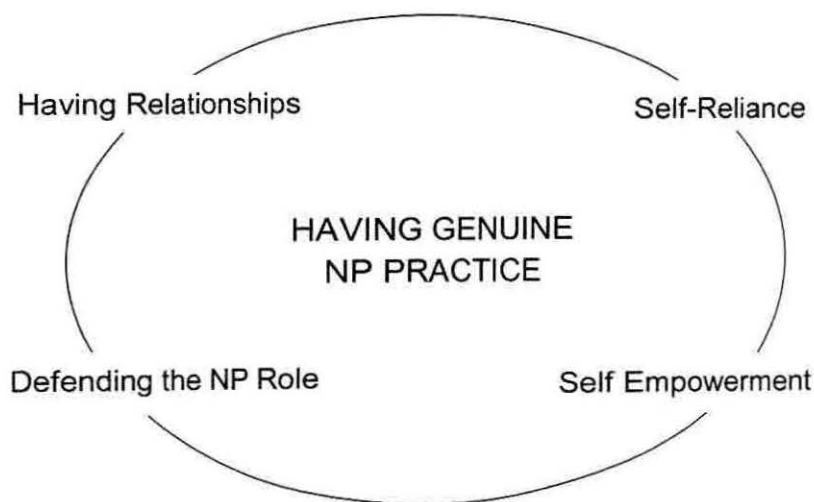 Having Relationships
Self-Reliance
HAVING GENUINE
NP PRACTICE
Defending the NP Role
Self Empowerment